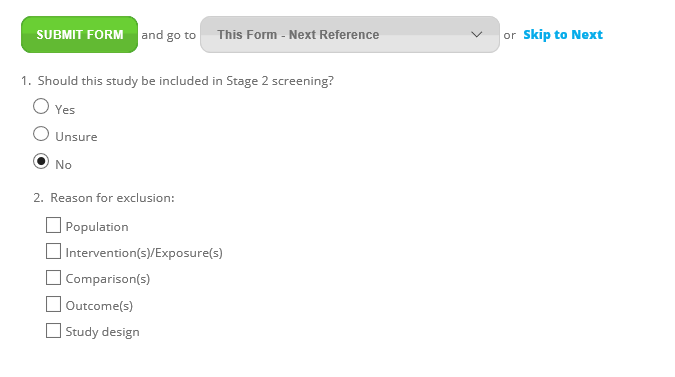 SUBMIT FORM and go to This Form - Next Reference or Skip to Next
1. Should this study be included in Stage 2 screening?
Yes
Unsure
No
2. Reason for exclusion:
Population
Intervention(s)/Exposure(s)
Comparison(s)
Outcome(s)
Study design